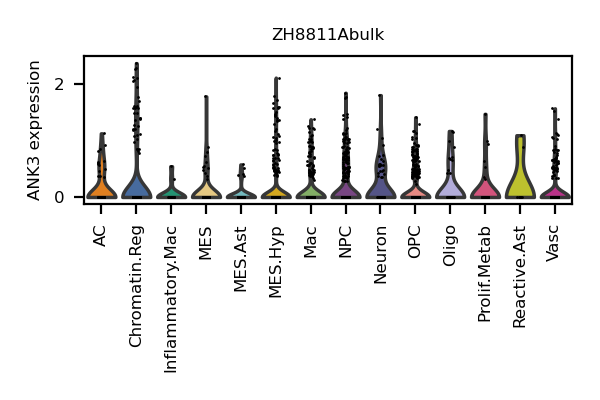 ZH8811Abulk
ANK3 expression
2
0
AC
Chromatin.Reg
Inflammatory.Mac
MES
MES.Ast
MES.Hyp
Mac
NPC
Neuron
OPC
Oligo
Prolif.Metab
Reactive.Ast
Vasc